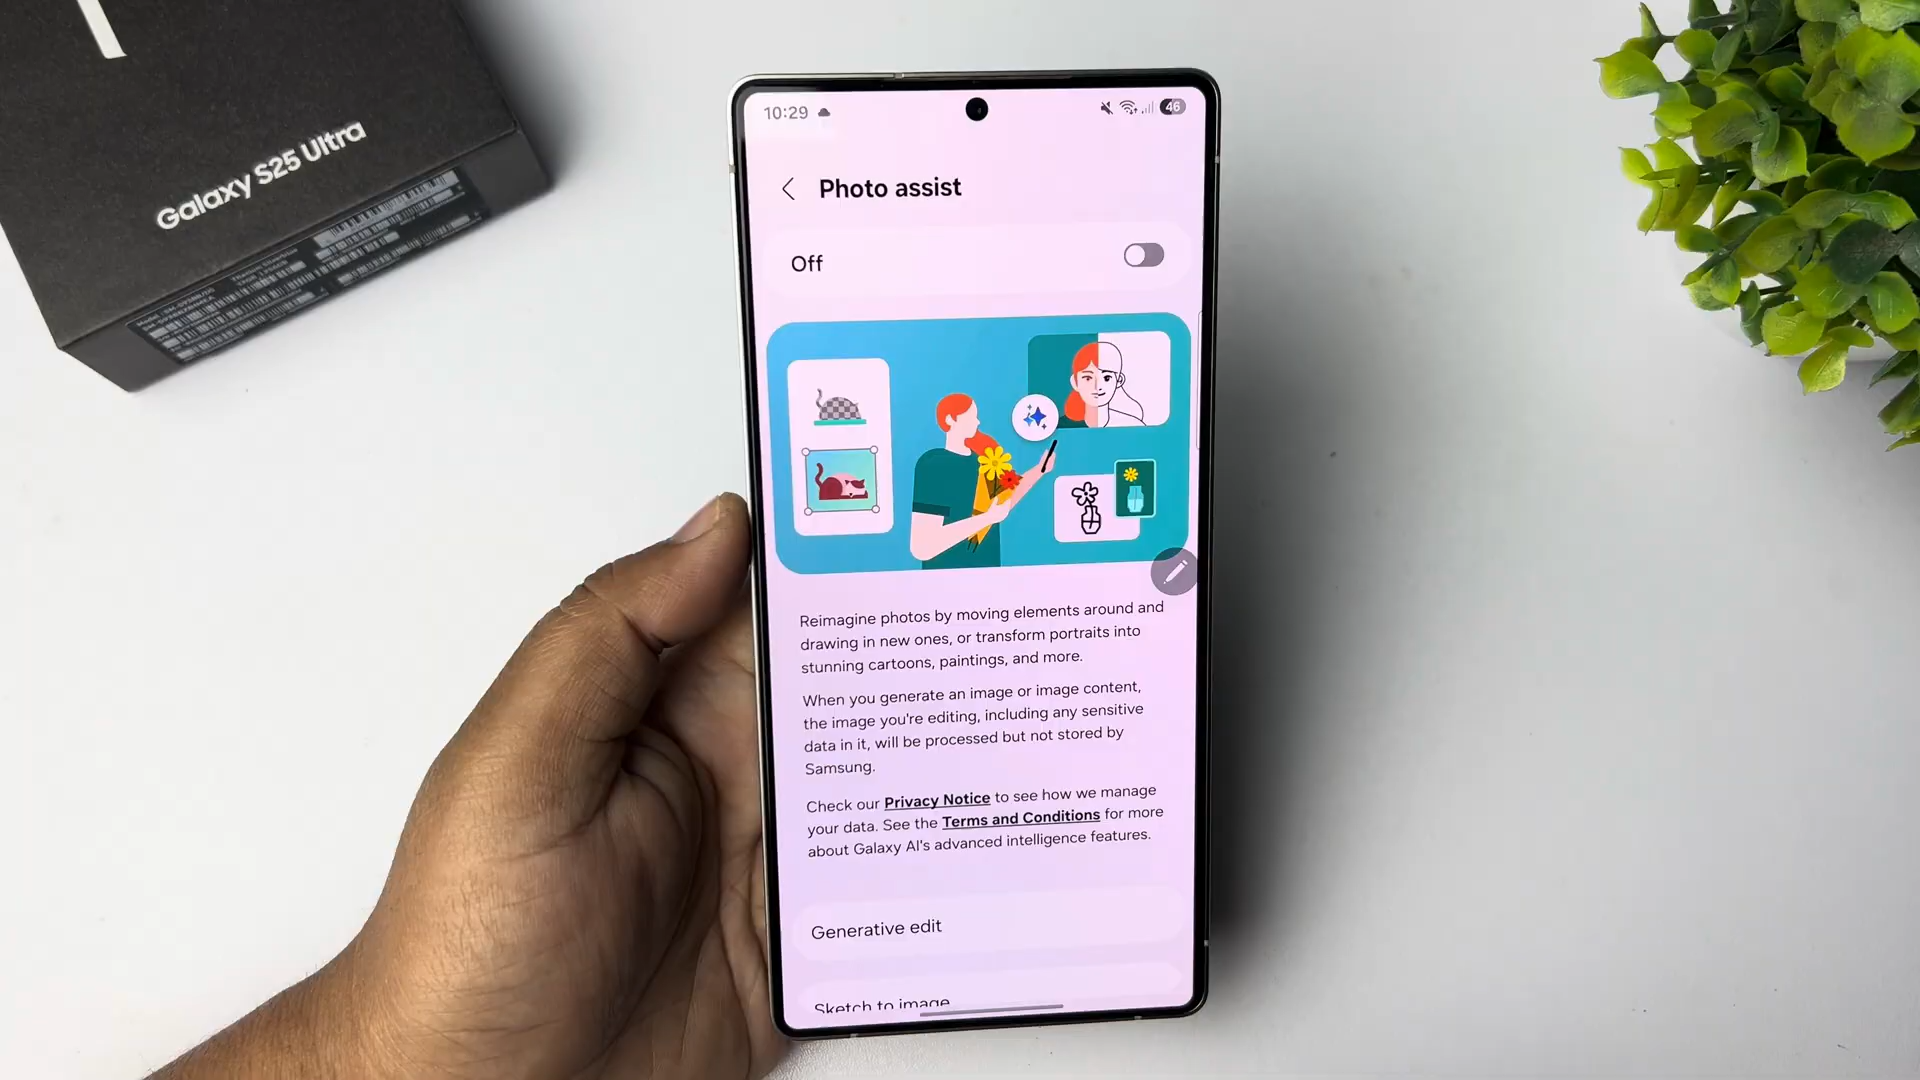 Galaxy S25 Ultra
10:29
46
Photo assist
Off
Reimagine photos by moving elements around and
drawing in new ones, or transform portraits into
stunning cartoons, paintings, and more.
When you generate an image or image content,
the image you're editing, including any sensitive
data in it, will be processed but not stored by
Samsung.
Check our Privacy Notice to see how we manage
your data. See the Terms and Conditions for more
about Galaxy AI's advanced intelligence features.
Generative edit
Sketch to image